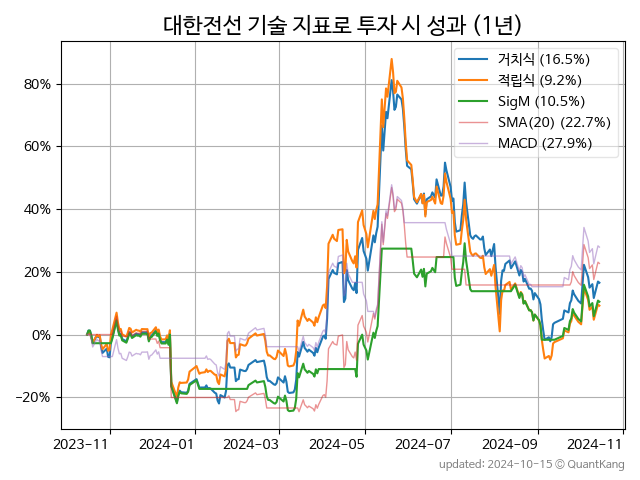 대한전선 기술 지표로 투자 시 성과 (1년)
거치식 (16.5%)
적립식 (9.2%)
SigM (10.5%)
SMA(20) (22.7%)
MACD (27.9%)
80%
60%
40%
20%
0%
−20%
2023-11 2024-01 2024-03 2024-05 2024-07 2024-09 2024-11
updated: 2024-10-15 © QuantKang